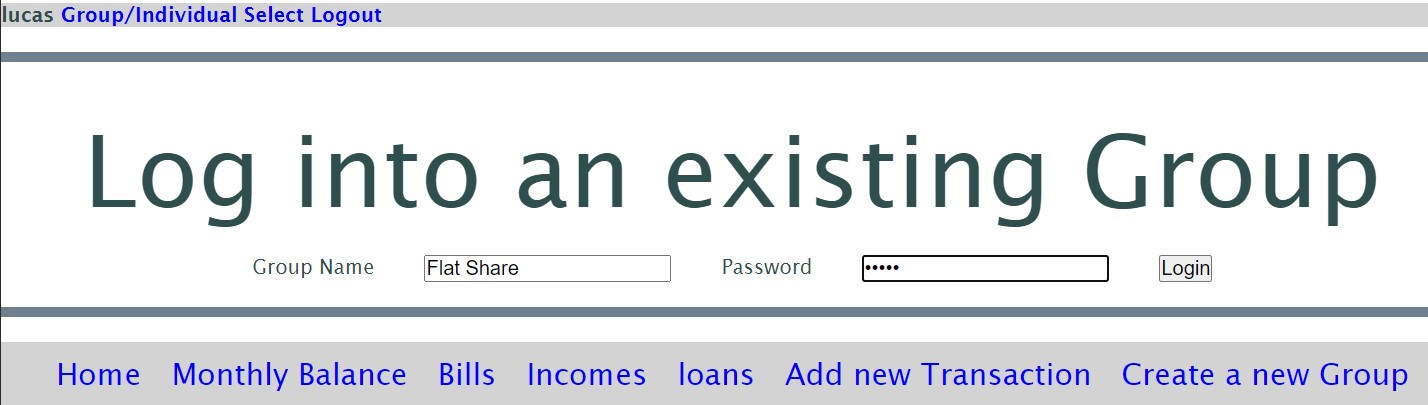 lucas Group/Individual Select Logout
Log into an existing Group
Group Name Flat Share Password ••••• Login
Home Monthly Balance Bills Incomes loans Add new Transaction Create a new Group